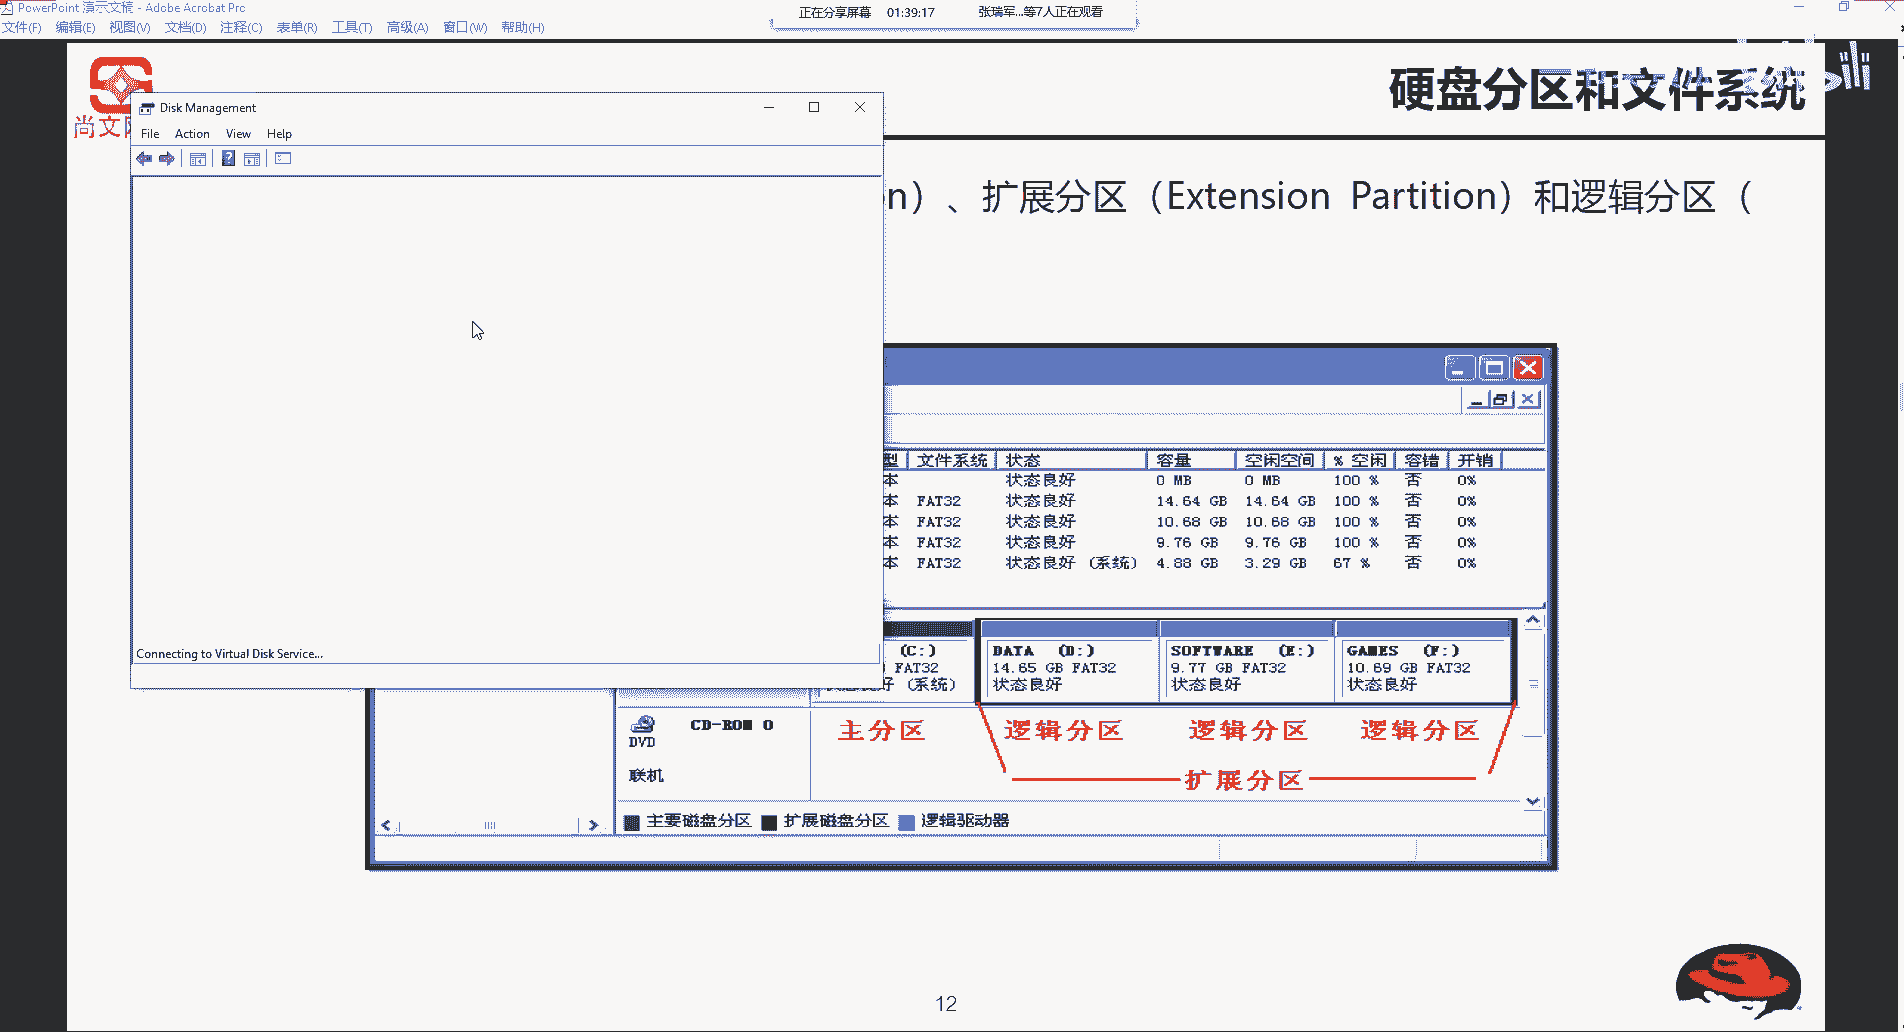 PowerPoint 演示文稿 - Adobe Acrobat Pro
正在分享屏幕 01:39:17 张瑞军...等7人正在观看
文件(F) 编辑(E) 视图(V) 文档(D) 注释(C) 表单(R) 工具(T) 高级(A) 窗口(W) 帮助(H)
硬盘分区和文件系统
尚文
Disk Management
File Action View Help
n）、扩展分区（Extension Partition）和逻辑分区（
型 文件系统 状态 容量 空闲空间 % 空闲 容错 开销
本 状态良好 0 MB 0 MB 100 % 否 0%
本 FAT32 状态良好 14.64 GB 14.64 GB 100 % 否 0%
本 FAT32 状态良好 10.68 GB 10.68 GB 100 % 否 0%
本 FAT32 状态良好 9.76 GB 9.76 GB 100 % 否 0%
本 FAT32 状态良好 (系统) 4.88 GB 3.29 GB 67 % 否 0%
Connecting to Virtual Disk Service...
(C:) DATA (D:) SOFTWARE (E:) GAMES (F:)
FAT32 14.65 GB FAT32 9.77 GB FAT32 10.69 GB FAT32
好 (系统) 状态良好 状态良好 状态良好
CD-ROM 0
DVD
联机
主分区 逻辑分区 逻辑分区 逻辑分区
扩展分区
主要磁盘分区 扩展磁盘分区 逻辑驱动器
12